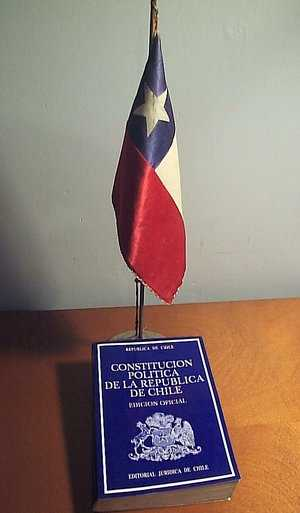 REPUBLICA DE CHILE
CONSTITUCION
POLITICA
DE LA REPUBLICA
DE CHILE
EDICION OFICIAL
EDITORIAL JURIDICA DE CHILE